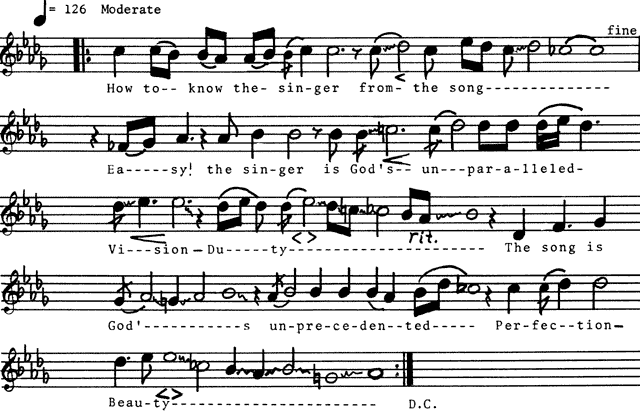 = 126 Moderate
fine
How to-- know the- sin-ger from- the song---------------
Ea-----sy! the sin-ger is God's-- un---par-a-lleled-
rit.
Vi---sion-Du-----ty----------------------- The song is
God'-----------s un-pre-ce-den--ted----- Per-fec--tion-
Beau-ty------------------------ D.C.